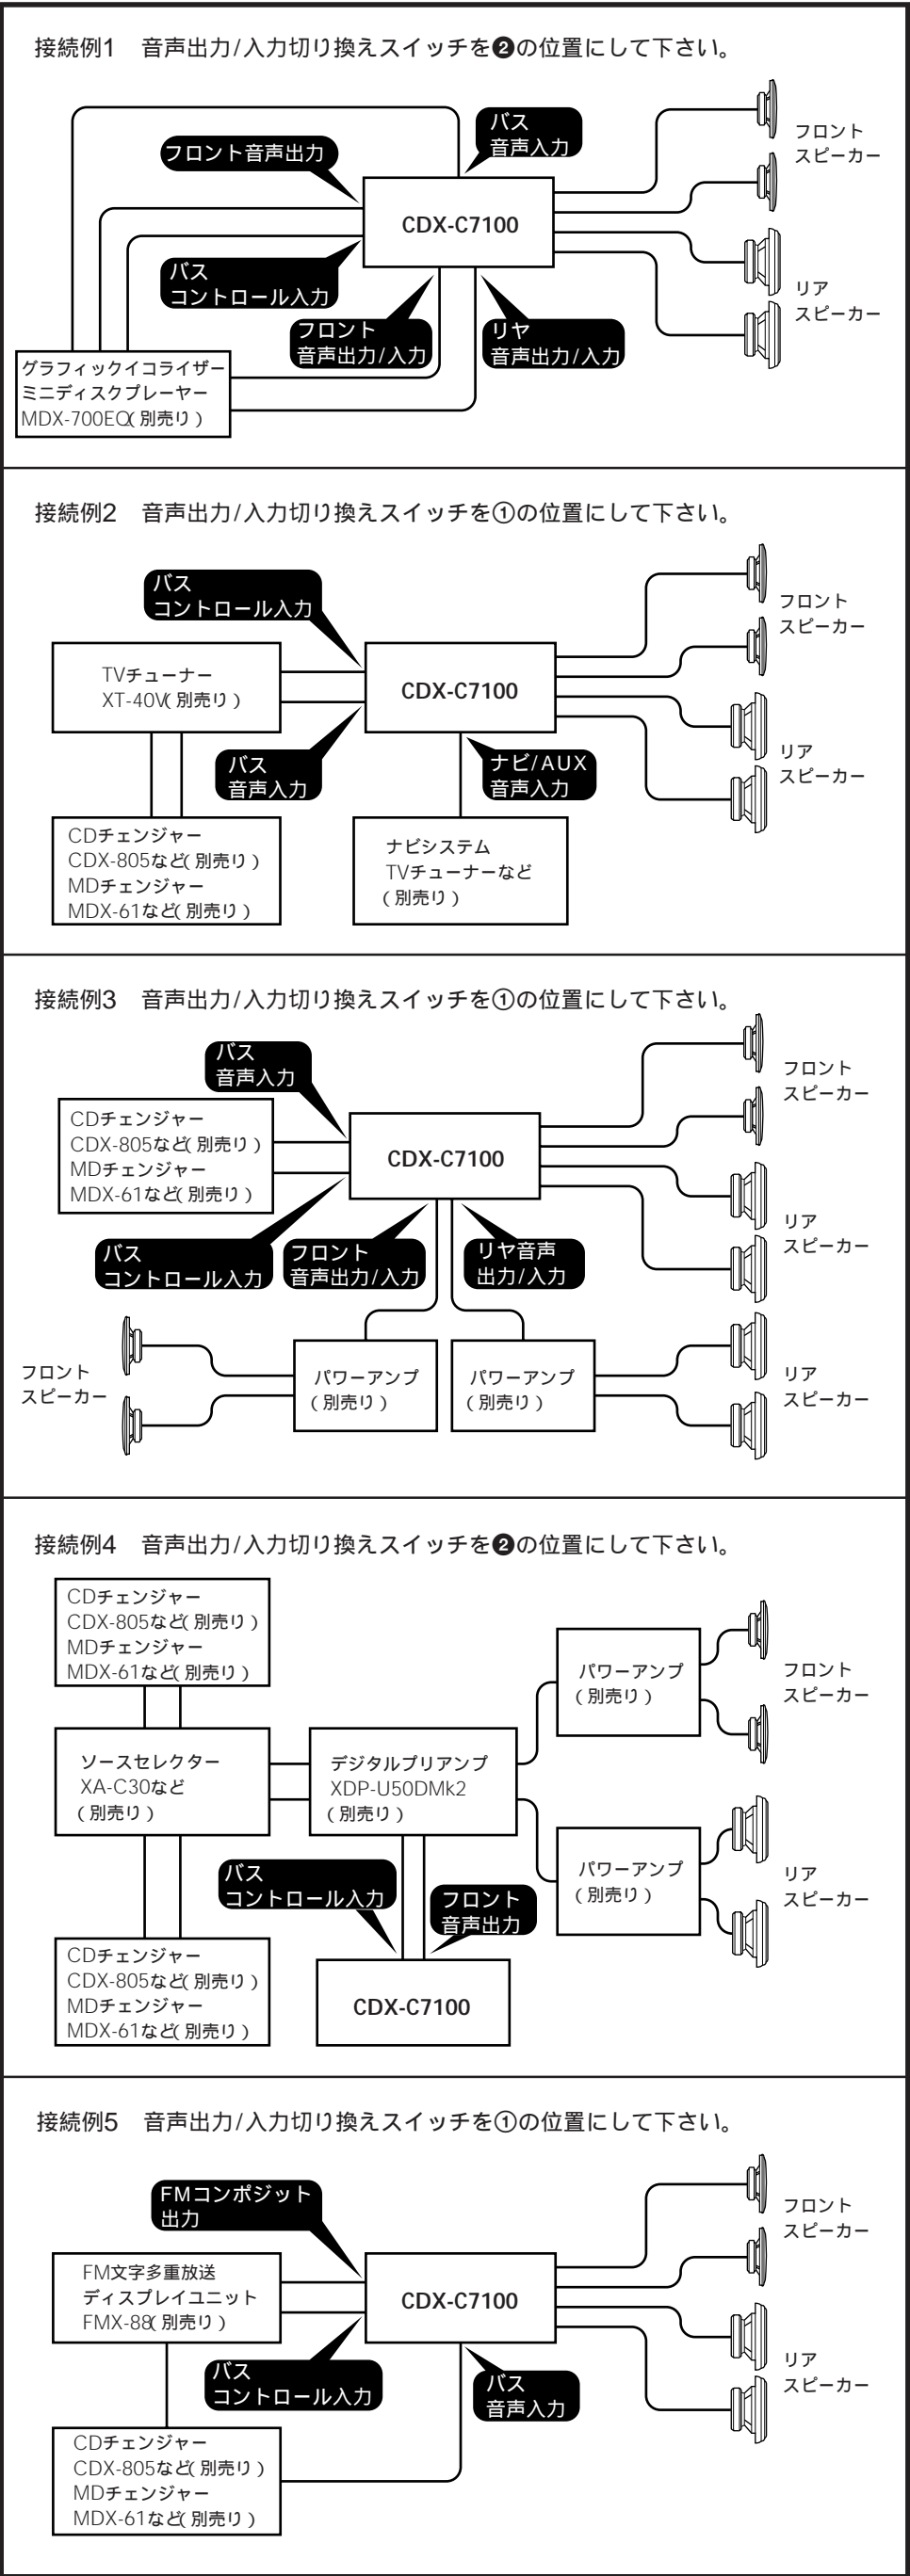 接続例1　音声出力/入力切り換えスイッチを❷の位置にして下さい。
バス
音声入力
フロント音声出力
フロント
スピーカー
CDX-C7100
バス
コントロール入力
リア
スピーカー
フロント
音声出力/入力
リヤ
音声出力/入力
グラフィックイコライザー
ミニディスクプレーヤー
MDX-700EQ(別売り)
接続例2　音声出力/入力切り換えスイッチを①の位置にして下さい。
バス
コントロール入力
フロント
スピーカー
TVチューナー
XT-40V(別売り)
CDX-C7100
バス
音声入力
ナビ/AUX
音声入力
リア
スピーカー
CDチェンジャー
CDX-805など(別売り)
MDチェンジャー
MDX-61など(別売り)
ナビシステム
TVチューナーなど
(別売り)
接続例3　音声出力/入力切り換えスイッチを①の位置にして下さい。
バス
音声入力
フロント
スピーカー
CDチェンジャー
CDX-805など(別売り)
MDチェンジャー
MDX-61など(別売り)
CDX-C7100
バス
コントロール入力
フロント
音声出力/入力
リヤ音声
出力/入力
リア
スピーカー
フロント
スピーカー
パワーアンプ
(別売り)
パワーアンプ
(別売り)
リア
スピーカー
接続例4　音声出力/入力切り換えスイッチを❷の位置にして下さい。
CDチェンジャー
CDX-805など(別売り)
MDチェンジャー
MDX-61など(別売り)
パワーアンプ
(別売り)
フロント
スピーカー
ソースセレクター
XA-C30など
(別売り)
デジタルプリアンプ
XDP-U50DMk2
(別売り)
パワーアンプ
(別売り)
リア
スピーカー
バス
コントロール入力
フロント
音声出力
CDチェンジャー
CDX-805など(別売り)
MDチェンジャー
MDX-61など(別売り)
CDX-C7100
接続例5　音声出力/入力切り換えスイッチを①の位置にして下さい。
FMコンポジット
出力
フロント
スピーカー
FM文字多重放送
ディスプレイユニット
FMX-88(別売り)
CDX-C7100
バス
コントロール入力
バス
音声入力
リア
スピーカー
CDチェンジャー
CDX-805など(別売り)
MDチェンジャー
MDX-61など(別売り)